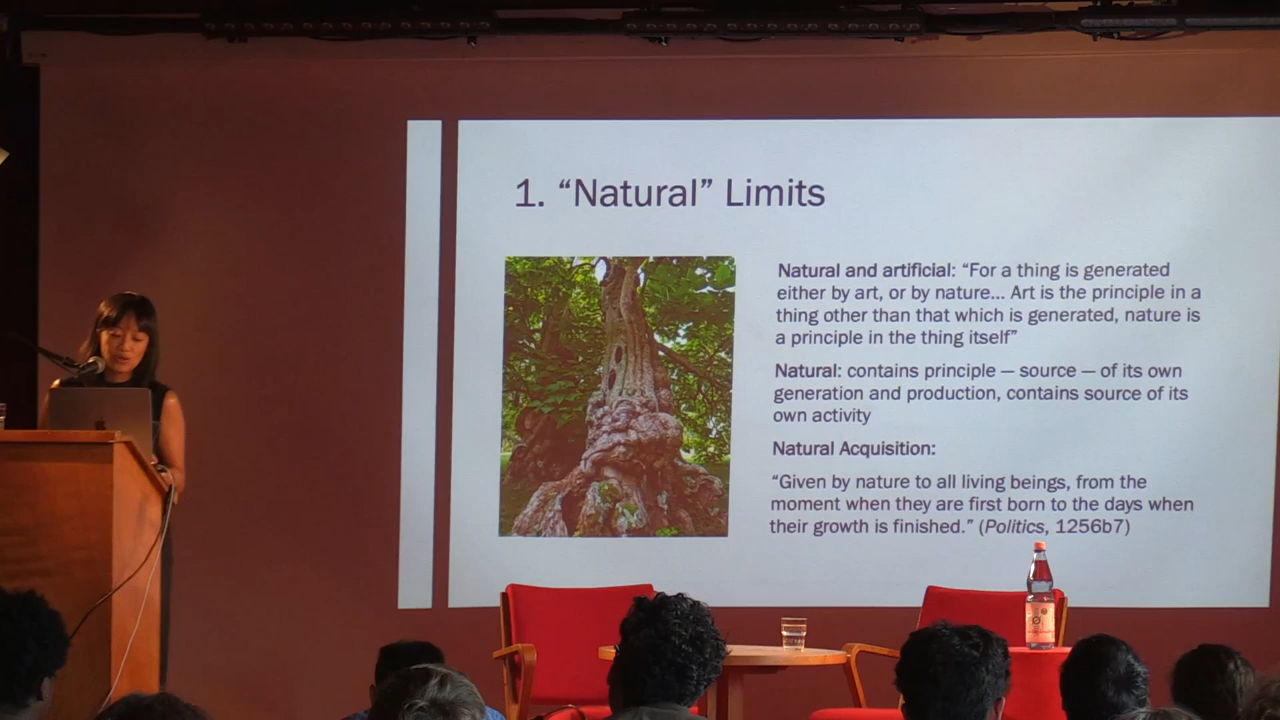 1. “Natural” Limits
Natural and artificial: “For a thing is generated
either by art, or by nature... Art is the principle in a
thing other than that which is generated, nature is
a principle in the thing itself”
Natural: contains principle — source — of its own
generation and production, contains source of its
own activity
Natural Acquisition:
“Given by nature to all living beings, from the
moment when they are first born to the days when
their growth is finished.” (Politics, 1256b7)